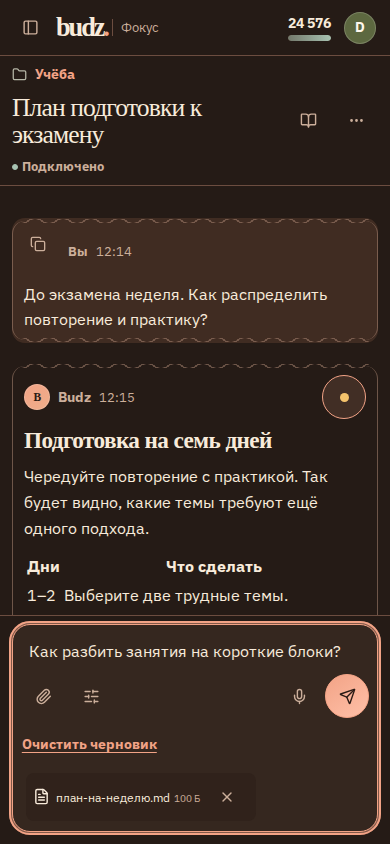 budz. Фокус 24 576 D
Учёба
План подготовки к
экзамену
Подключено
Вы 12:14
До экзамена неделя. Как распределить
повторение и практику?
B Budz 12:15
Подготовка на семь дней
Чередуйте повторение с практикой. Так
будет видно, какие темы требуют ещё
одного подхода.
Дни Что сделать
1–2 Выберите две трудные темы.
Как разбить занятия на короткие блоки?
Очистить черновик
план-на-неделю.md 100 Б